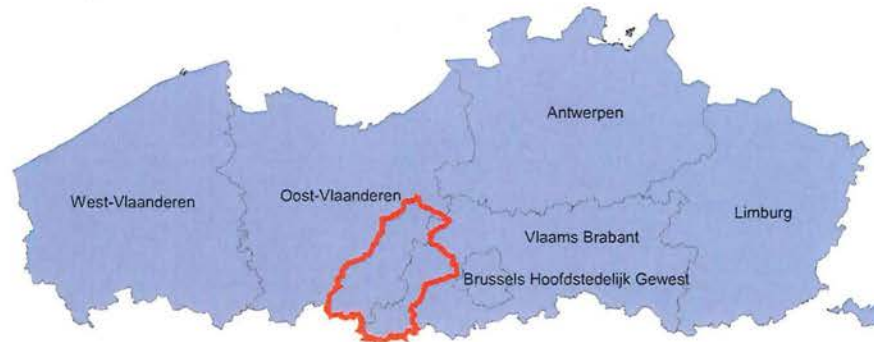 Antwerpen
West-Vlaanderen
Oost-Vlaanderen
Limburg
Vlaams Brabant
Brussels Hoofdstedelijk Gewest